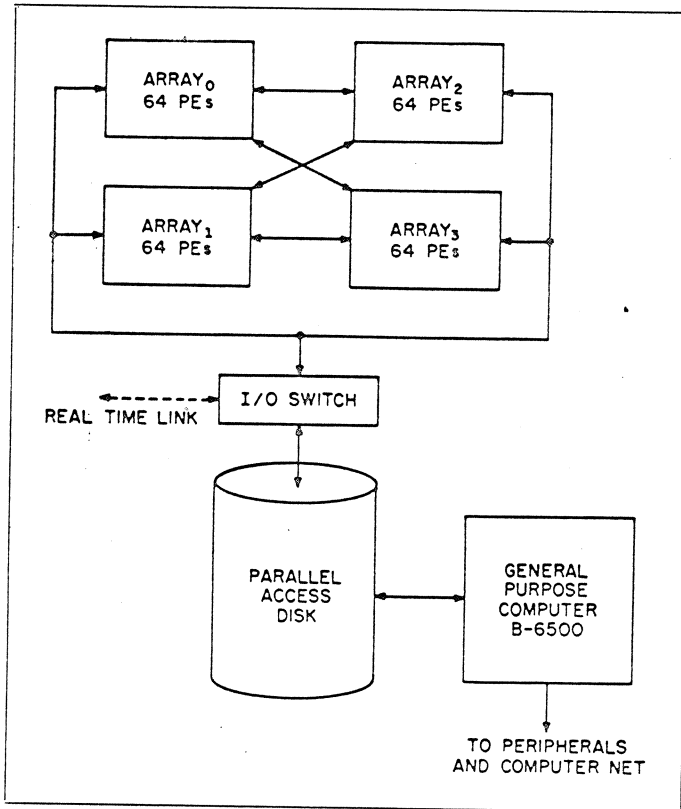 ARRAY₀
64 PEs
ARRAY₂
64 PEs
ARRAY₁
64 PEs
ARRAY₃
64 PEs
I/O SWITCH
REAL TIME LINK
PARALLEL
ACCESS
DISK
GENERAL
PURPOSE
COMPUTER
B-6500
TO PERIPHERALS
AND COMPUTER NET